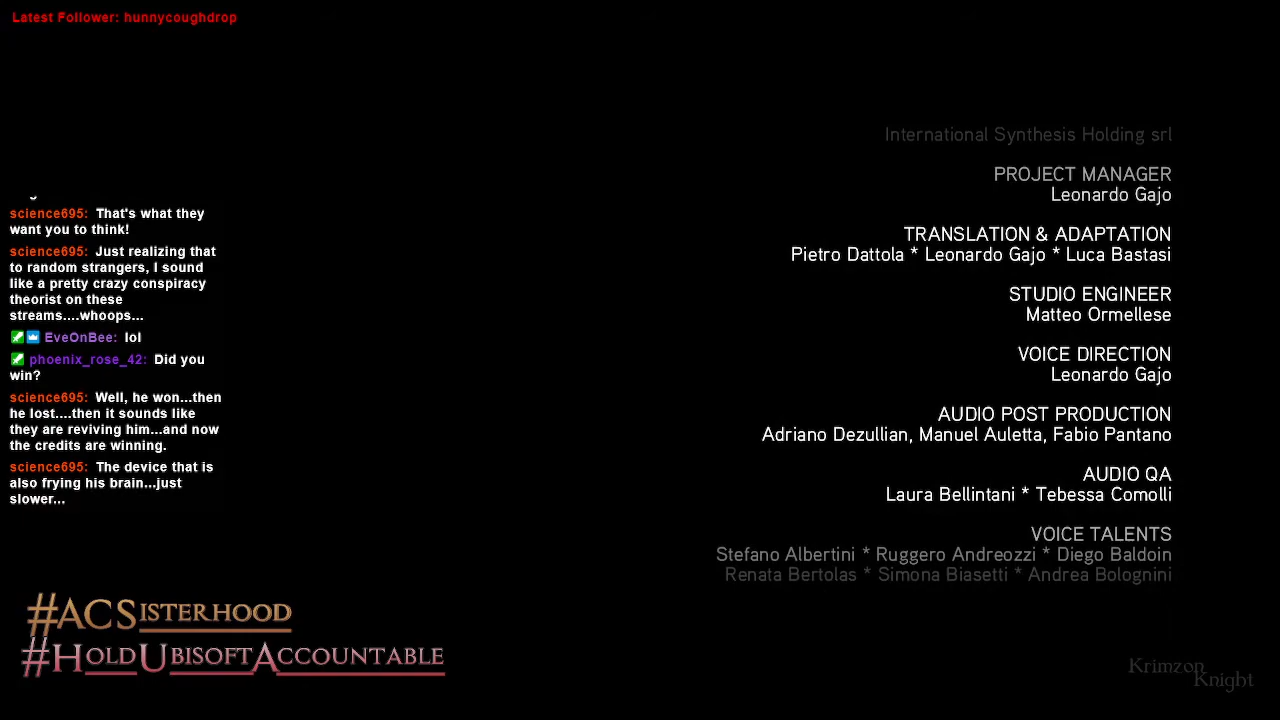 Latest Follower: hunnycoughdrop
science695: That's what they
want you to think!
science695: Just realizing that
to random strangers, I sound
like a pretty crazy conspiracy
theorist on these
streams....whoops...
EveOnBee: lol
phoenix_rose_42: Did you
win?
science695: Well, he won...then
he lost....then it sounds like
they are reviving him...and now
the credits are winning.
science695: The device that is
also frying his brain...just
slower...
#ACSISTERHOOD
#HOLDUBISOFTACCOUNTABLE
International Synthesis Holding srl
PROJECT MANAGER
Leonardo Gajo
TRANSLATION & ADAPTATION
Pietro Dattola * Leonardo Gajo * Luca Bastasi
STUDIO ENGINEER
Matteo Ormellese
VOICE DIRECTION
Leonardo Gajo
AUDIO POST PRODUCTION
Adriano Dezullian, Manuel Auletta, Fabio Pantano
AUDIO QA
Laura Bellintani * Tebessa Comolli
VOICE TALENTS
Stefano Albertini * Ruggero Andreozzi * Diego Baldoin
Renata Bertolas * Simona Biasetti * Andrea Bolognini
Krimzon
Knight